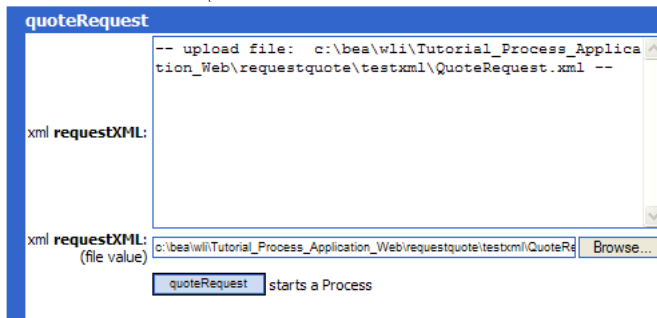 quoteRequest
-- upload file:  c:\bea\wli\Tutorial_Process_Applica
tion_Web\requestquote\testxml\QuoteRequest.xml --
xml requestXML:
xml requestXML:
(file value)
c:\bea\wli\Tutorial_Process_Application_Web\requestquote\testxml\QuoteRe
Browse...
quoteRequest starts a Process